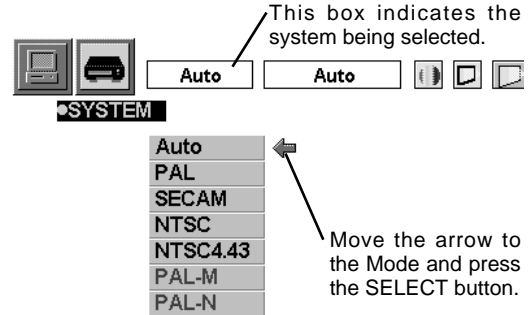 This box indicates the
system being selected.
Auto Auto
●SYSTEM
Auto
PAL
SECAM
NTSC
NTSC4.43
PAL-M
PAL-N
Move the arrow to
the Mode and press
the SELECT button.